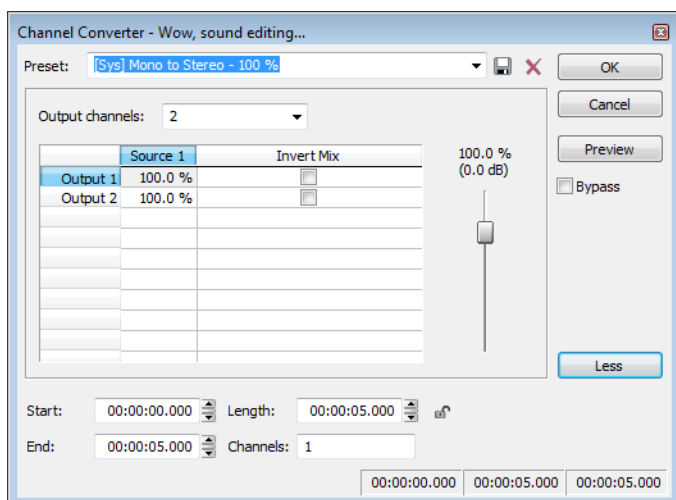 Channel Converter - Wow, sound editing...
Preset: [Sys] Mono to Stereo - 100 %
OK
Output channels: 2
Cancel
Source 1 Invert Mix
100.0 %
(0.0 dB)
Preview
Output 1 100.0 %
Output 2 100.0 %
Bypass
Less
Start: 00:00:00.000 Length: 00:00:05.000
End: 00:00:05.000 Channels: 1
00:00:00.000 00:00:05.000 00:00:05.000